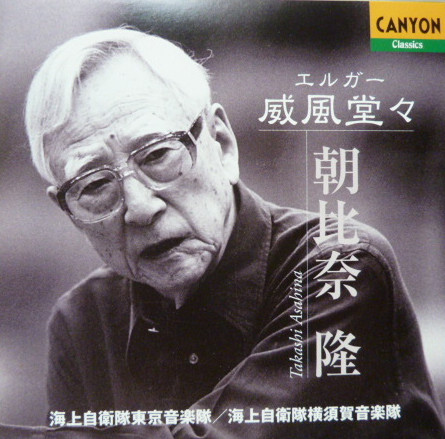 CANYON
Classics
エルガー
威風堂々
朝比奈 隆
Takashi Asahina
海上自衛隊東京音楽隊／海上自衛隊横須賀音楽隊